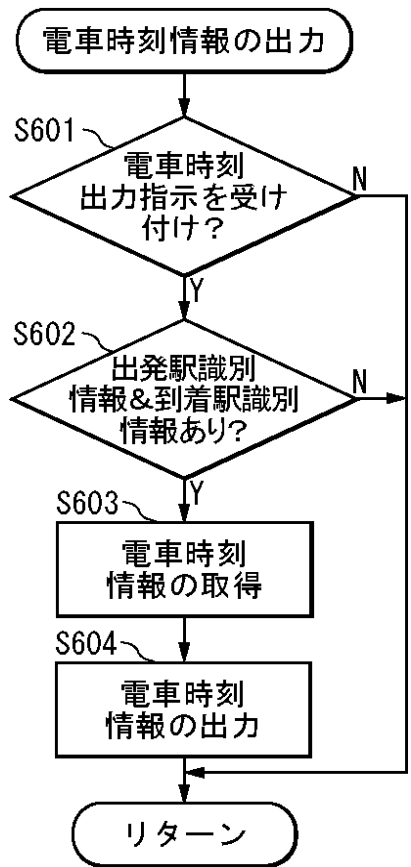 電車時刻情報の出力
S601
電車時刻
出力指示を受け
付け?
N
Y
S602
出発駅識別
情報&到着駅識別
情報あり?
N
Y
S603
電車時刻
情報の取得
S604
電車時刻
情報の出力
リターン